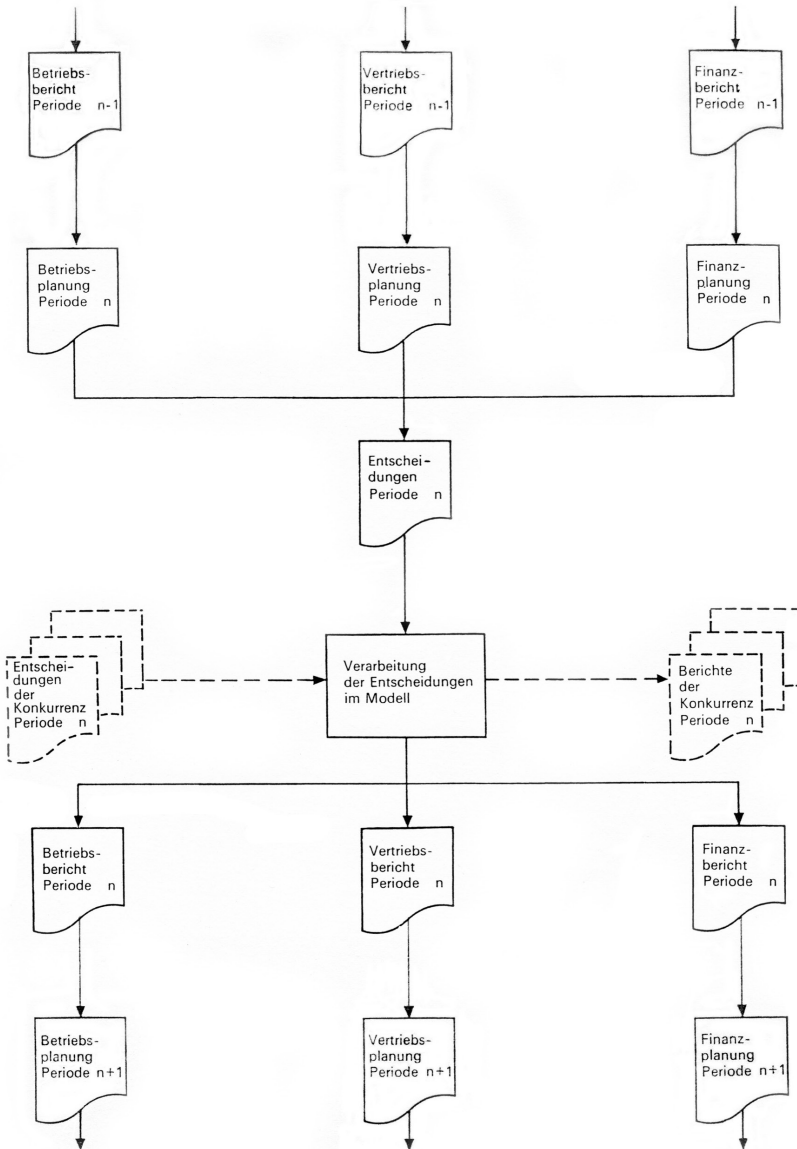 Betriebs-
bericht
Periode n-1
Vertriebs-
bericht
Periode n-1
Finanz-
bericht
Periode n-1
Betriebs-
planung
Periode n
Vertriebs-
planung
Periode n
Finanz-
planung
Periode n
Entschei-
dungen
Periode n
Entschei-
dungen
der
Konkurrenz
Periode n
Verarbeitung
der Entscheidungen
im Modell
Berichte
der
Konkurrenz
Periode n
Betriebs-
bericht
Periode n
Vertriebs-
bericht
Periode n
Finanz-
bericht
Periode n
Betriebs-
planung
Periode n+1
Vertriebs-
planung
Periode n+1
Finanz-
planung
Periode n+1